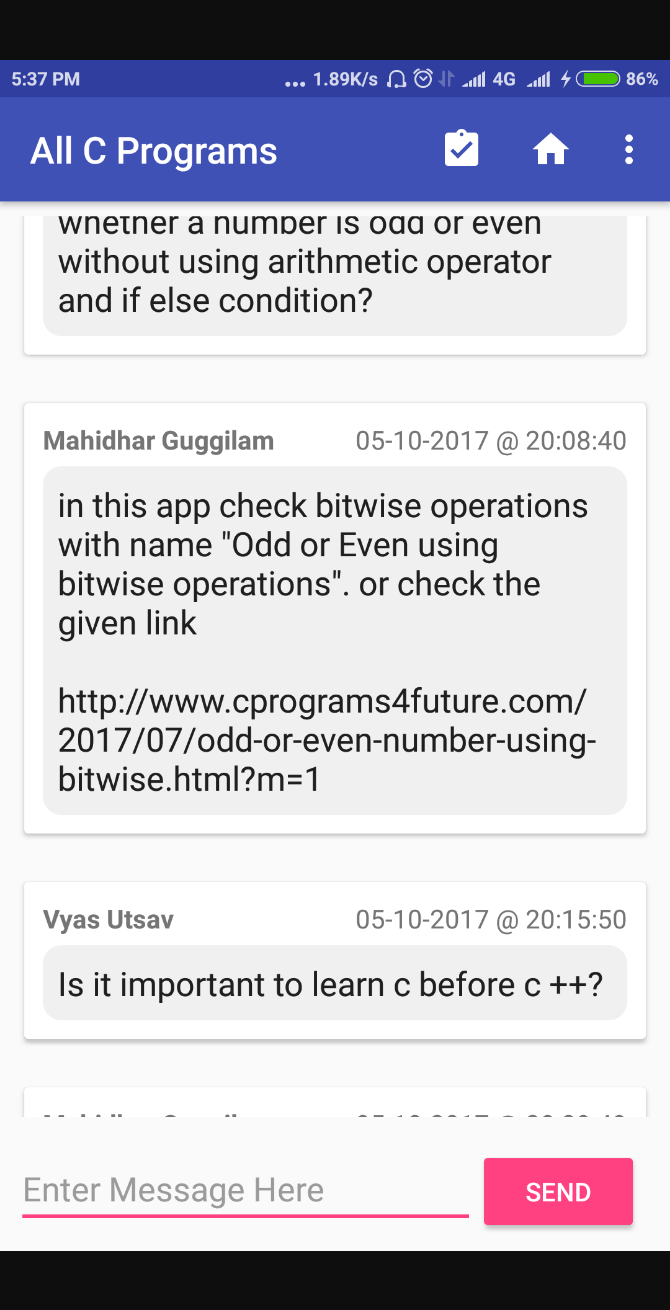 5:37 PM ... 1.89K/s 4G 86%
All C Programs
whether a number is odd or even
without using arithmetic operator
and if else condition?
Mahidhar Guggilam 05-10-2017 @ 20:08:40
in this app check bitwise operations
with name "Odd or Even using
bitwise operations". or check the
given link
http://www.cprograms4future.com/
2017/07/odd-or-even-number-using-
bitwise.html?m=1
Vyas Utsav 05-10-2017 @ 20:15:50
Is it important to learn c before c ++?
Enter Message Here
SEND